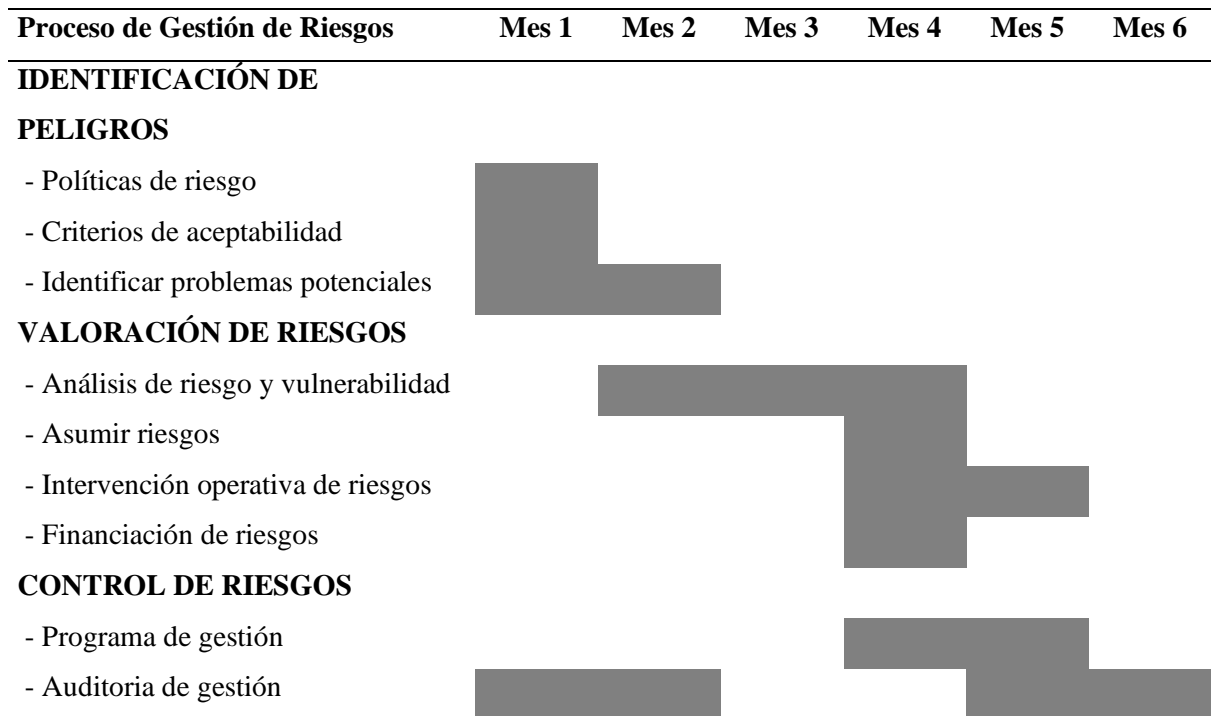 Proceso de Gestión de Riesgos Mes 1 Mes 2 Mes 3 Mes 4 Mes 5 Mes 6
IDENTIFICACIÓN DE
PELIGROS
- Políticas de riesgo
- Criterios de aceptabilidad
- Identificar problemas potenciales
VALORACIÓN DE RIESGOS
- Análisis de riesgo y vulnerabilidad
- Asumir riesgos
- Intervención operativa de riesgos
- Financiación de riesgos
CONTROL DE RIESGOS
- Programa de gestión
- Auditoria de gestión